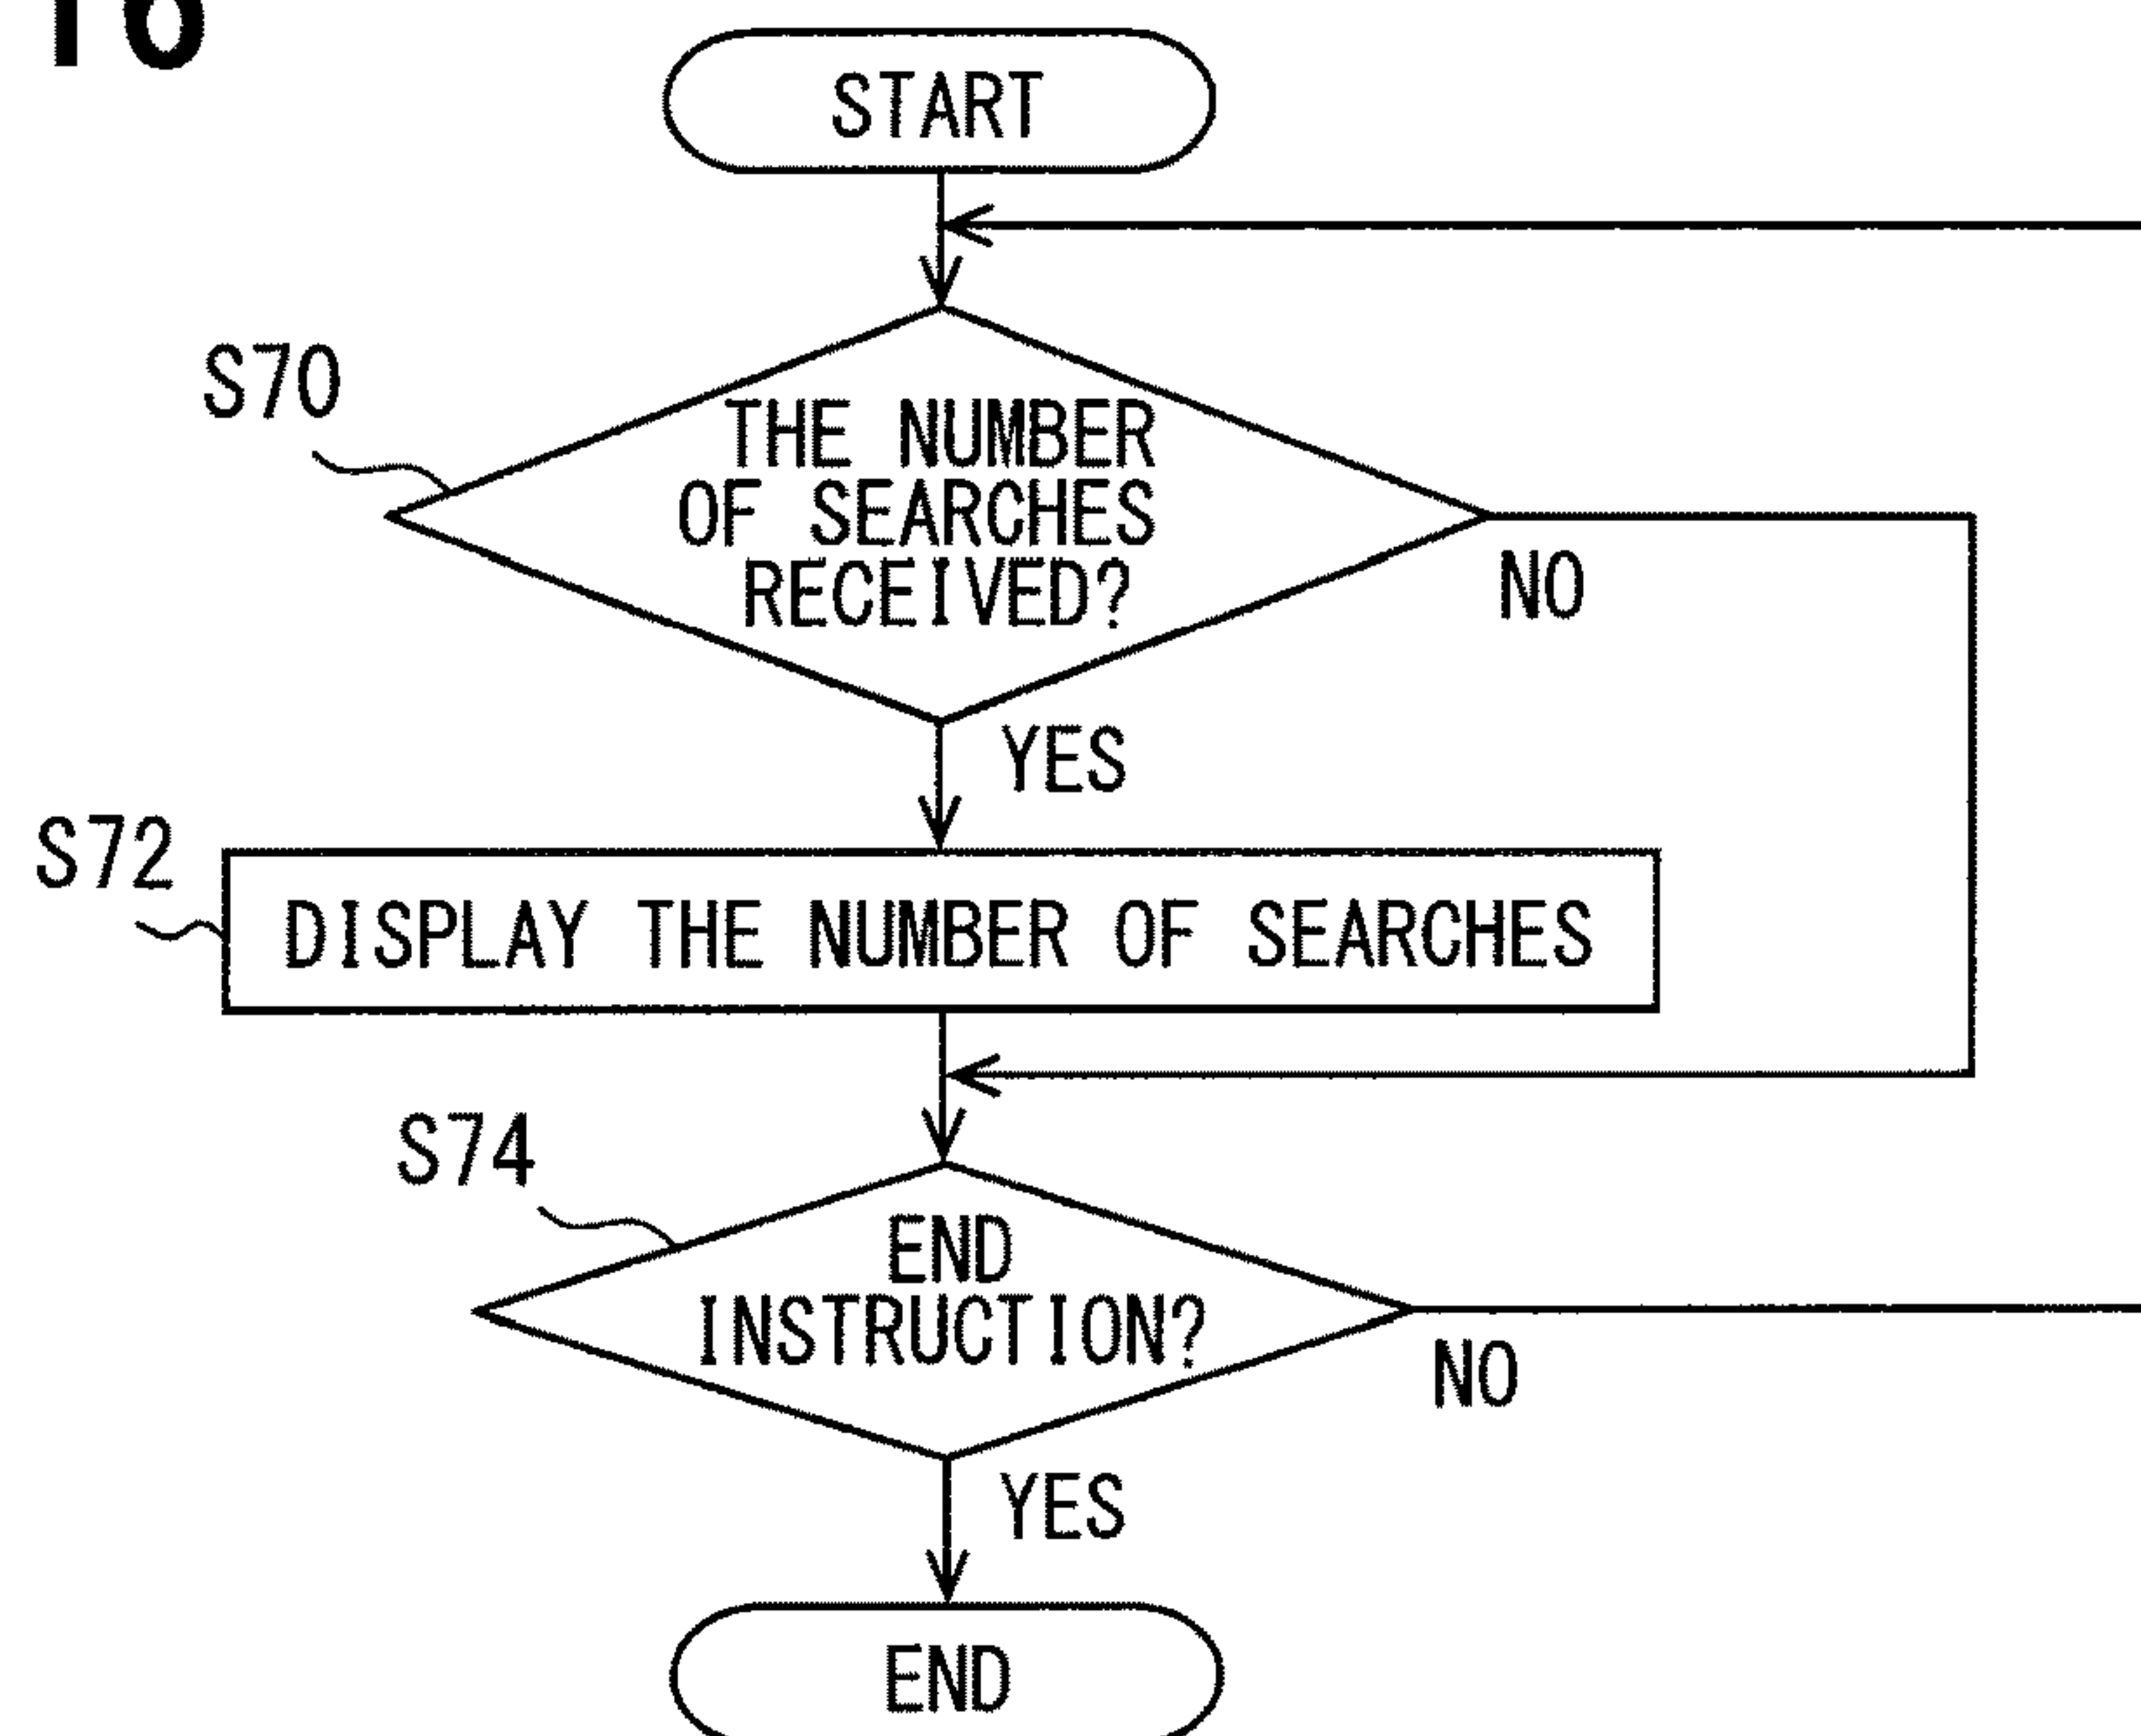 START
S70
THE NUMBER
OF SEARCHES
RECEIVED?
NO
YES
S72
DISPLAY THE NUMBER OF SEARCHES
S74
END
INSTRUCTION?
NO
YES
END